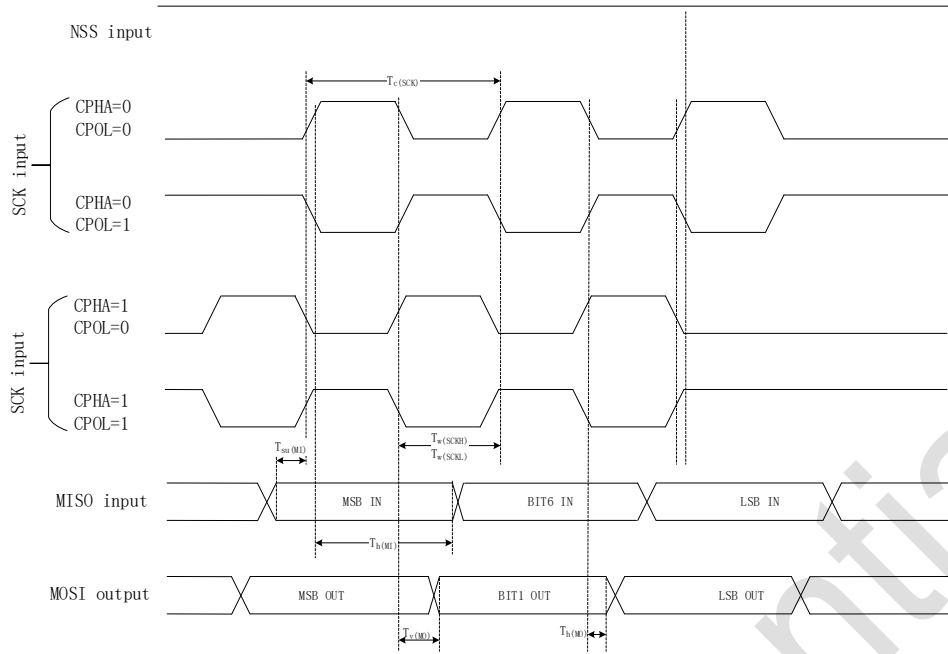 NSS input
Tc(SCK)
SCK input
CPHA=0
CPOL=0
CPHA=0
CPOL=1
SCK input
CPHA=1
CPOL=0
CPHA=1
CPOL=1
Tsu(MI)
Tw(SCKH)
Tw(SCKL)
MISO input
MSB IN
BIT6 IN
LSB IN
Th(MI)
MOSI output
MSB OUT
BIT1 OUT
LSB OUT
Tv(MO)
Th(MO)